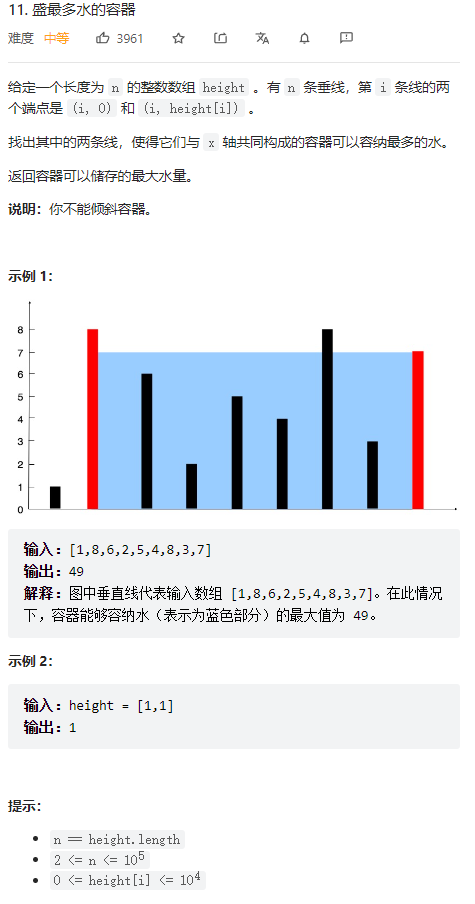 11. 盛最多水的容器
难度 中等 3961
给定一个长度为 n 的整数数组 height 。有 n 条垂线，第 i 条线的两
个端点是 (i, 0) 和 (i, height[i]) 。
找出其中的两条线，使得它们与 x 轴共同构成的容器可以容纳最多的水。
返回容器可以储存的最大水量。
说明：你不能倾斜容器。
示例 1：
8
7
6
5
4
3
2
1
0
输入：[1,8,6,2,5,4,8,3,7]
输出：49
解释：图中垂直线代表输入数组 [1,8,6,2,5,4,8,3,7]。在此情况
下，容器能够容纳水（表示为蓝色部分）的最大值为 49。
示例 2：
输入：height = [1,1]
输出：1
提示：
n == height.length
2 <= n <= 10⁵
0 <= height[i] <= 10⁴